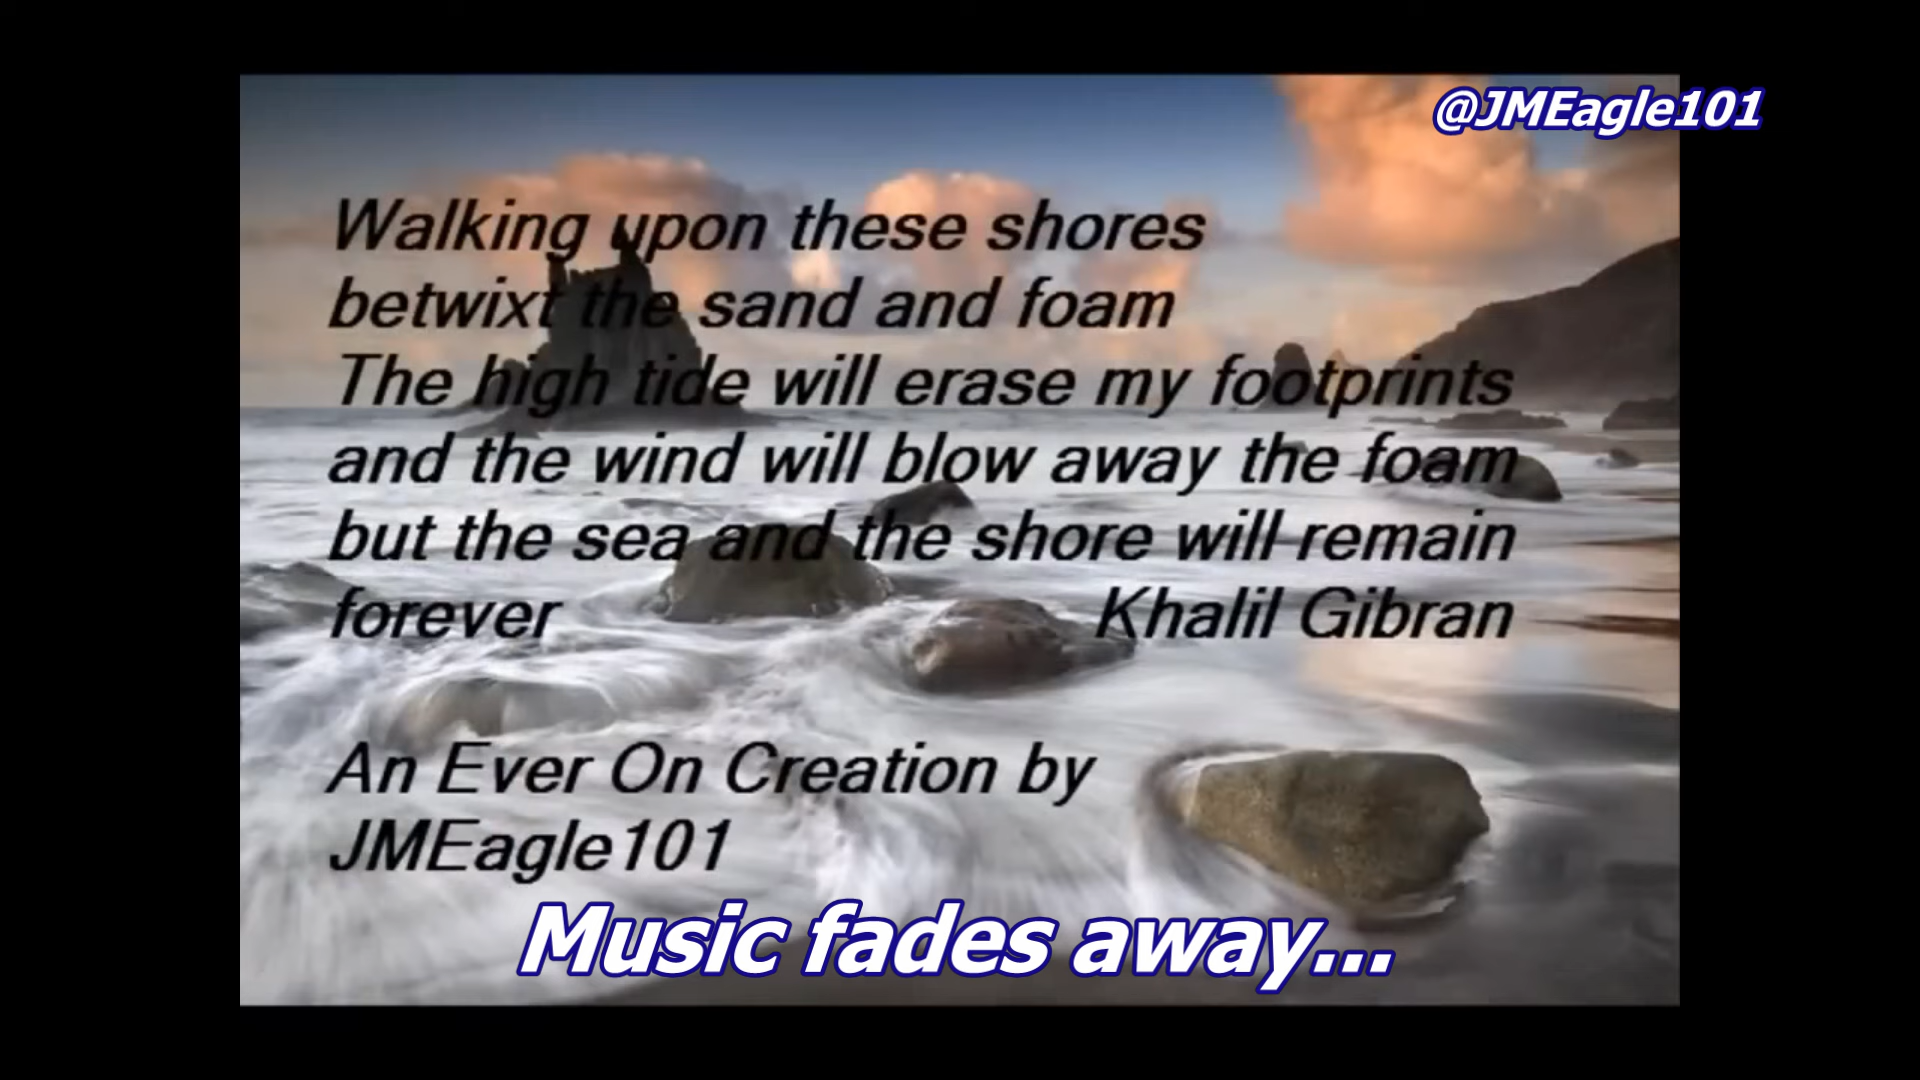 @JMEagle101
Walking upon these shores
betwixt the sand and foam
The high tide will erase my footprints
and the wind will blow away the foam
but the sea and the shore will remain
forever Khalil Gibran
An Ever On Creation by
JMEagle101
Music fades away...